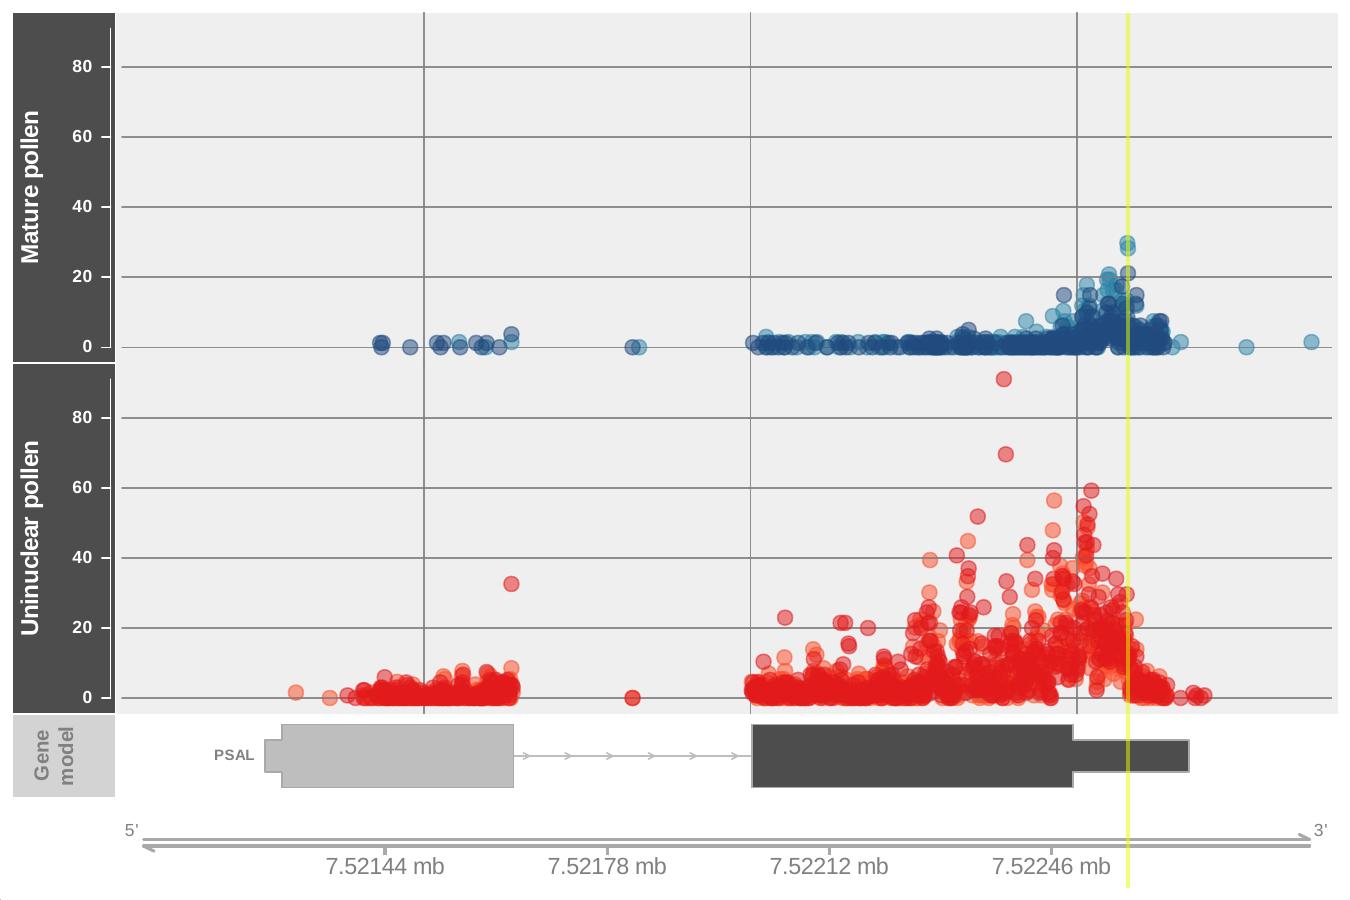 Mature pollen
80
60
40
20
0
Uninuclear pollen
80
60
40
20
0
Gene
model
PSAL
5'
3'
7.52144 mb
7.52178 mb
7.52212 mb
7.52246 mb